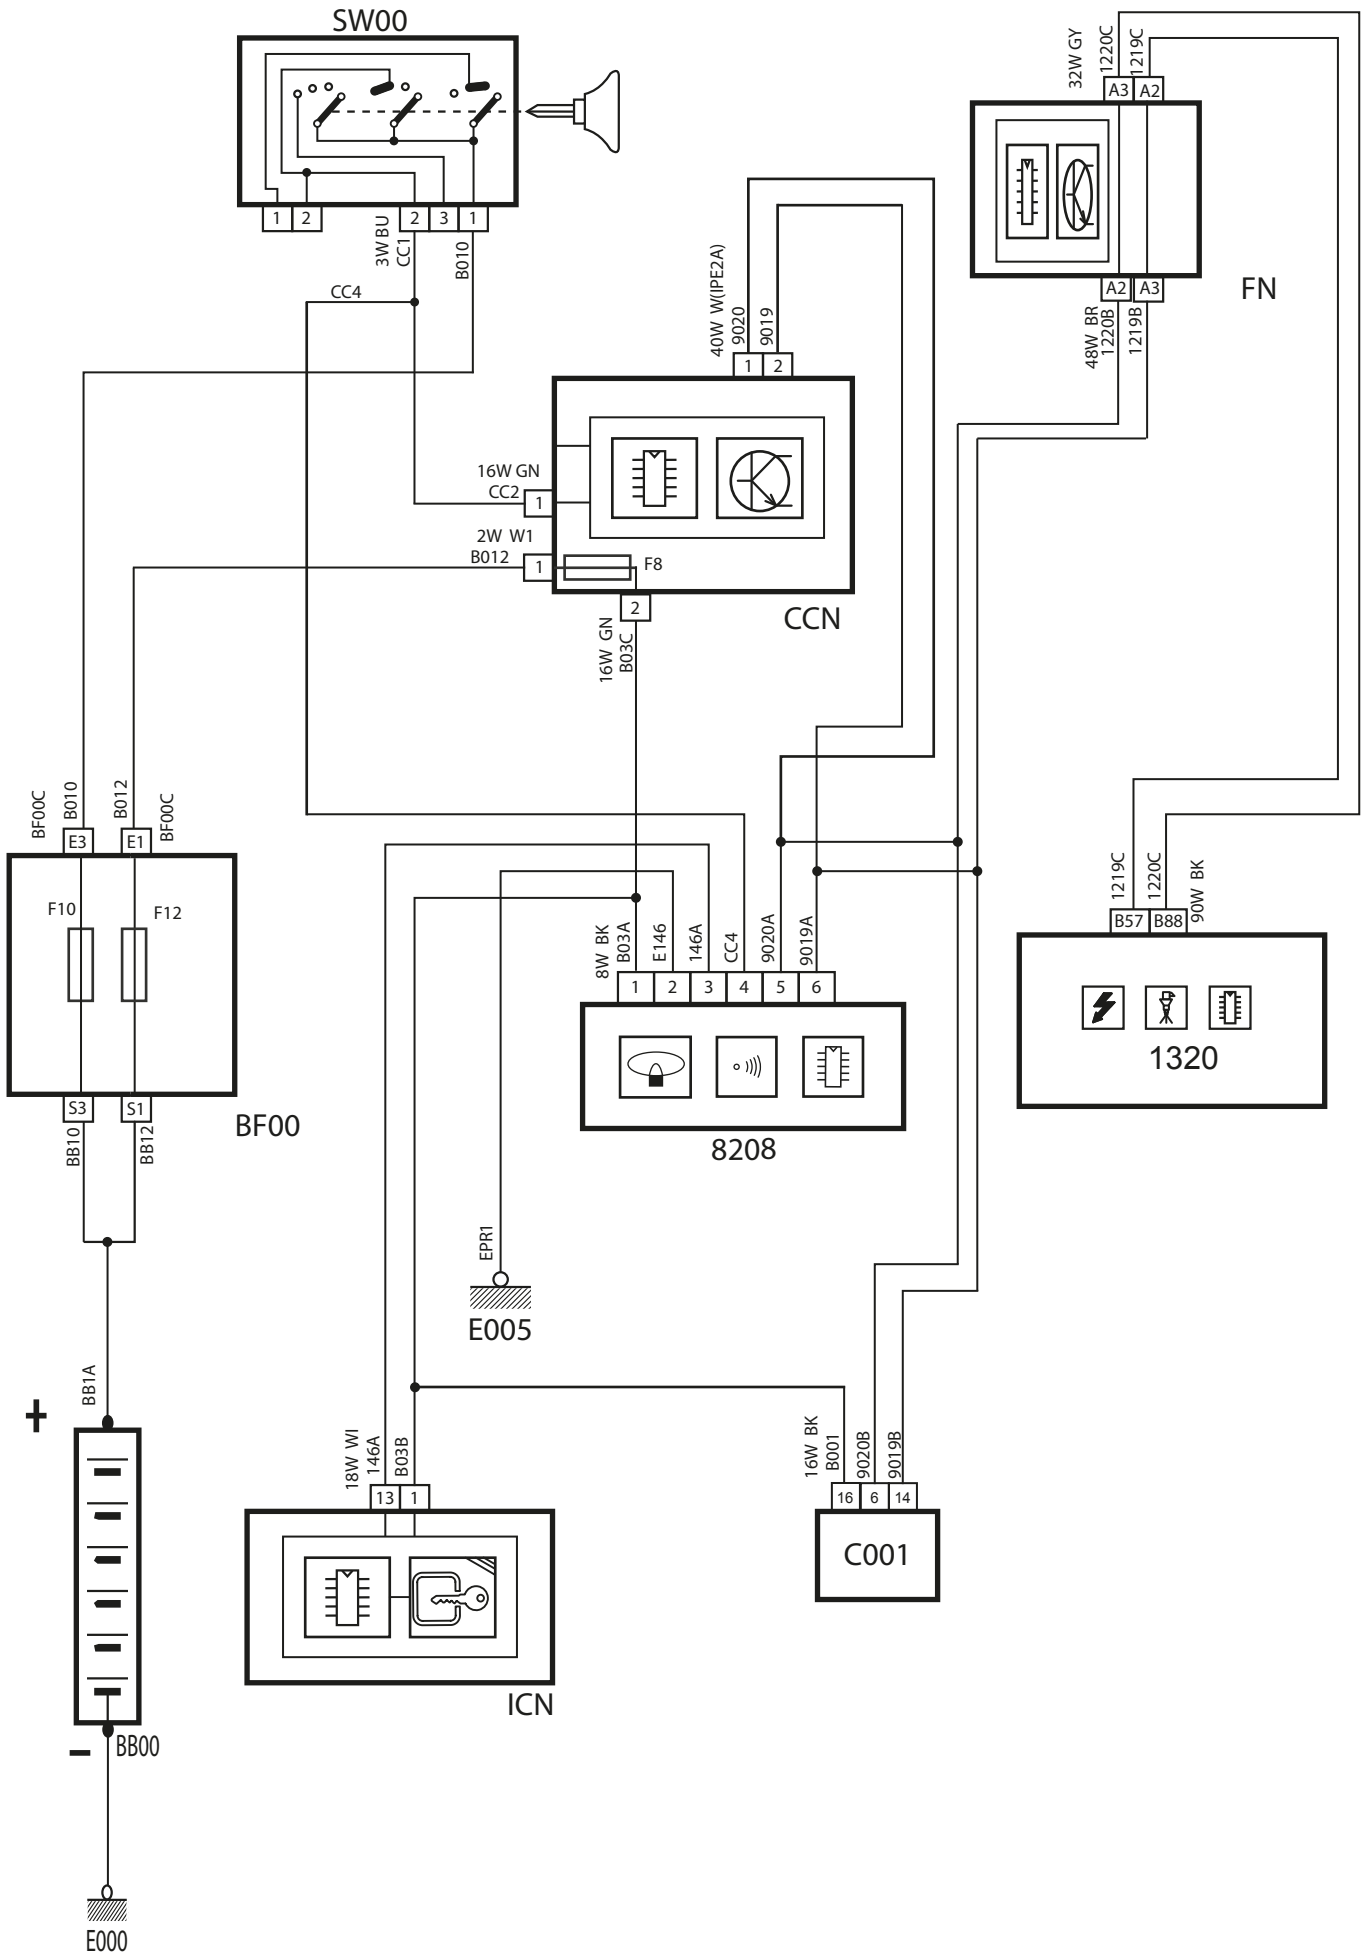 SW00
1 2 2 3 1
3W BU
CC1
B010
CC4
32W GY
1220C
1219C
A3 A2
FN
A2 A3
48W BR
1220B
1219B
40W W(IPE2A)
9020
9019
1 2
16W GN
CC2
1
2W W1
B012
1
F8
CCN
2
16W GN
B03C
BF00C
B010
B012
BF00C
E3 E1
F10
F12
S3 S1
BB10
BB12
BF00
8W BK
B03A
E146
146A
CC4
9020A
9019A
1 2 3 4 5 6
8208
1219C
1220C
90W BK
B57 B88
1320
EPR1
E005
BB1A
+
-
BB00
E000
18W WI
146A
B03B
13 1
ICN
16W BK
B001
9020B
9019B
16 6 14
C001